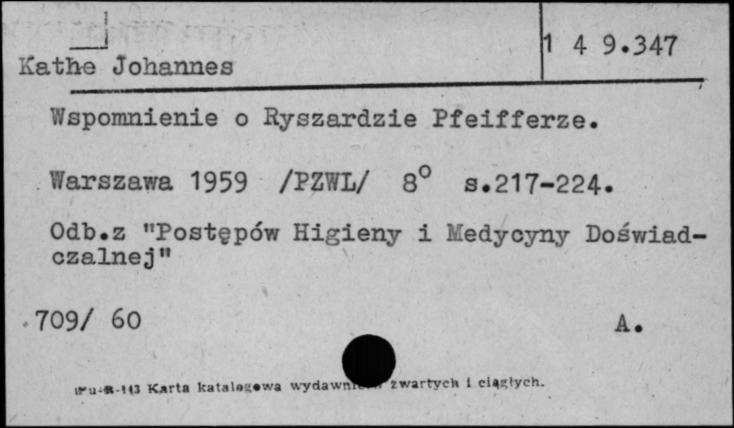 1 4 9.347
Kathe Johannes
Wspomnienie o Ryszardzie Pfeifferze.
Warszawa 1959 /PZWL/ 8° s.217-224.
Odb.z "Postępów Higieny i Medycyny Doświad-
czalnej"
709/ 60 A.
Karta katalogowa zwartych i ciągłych.